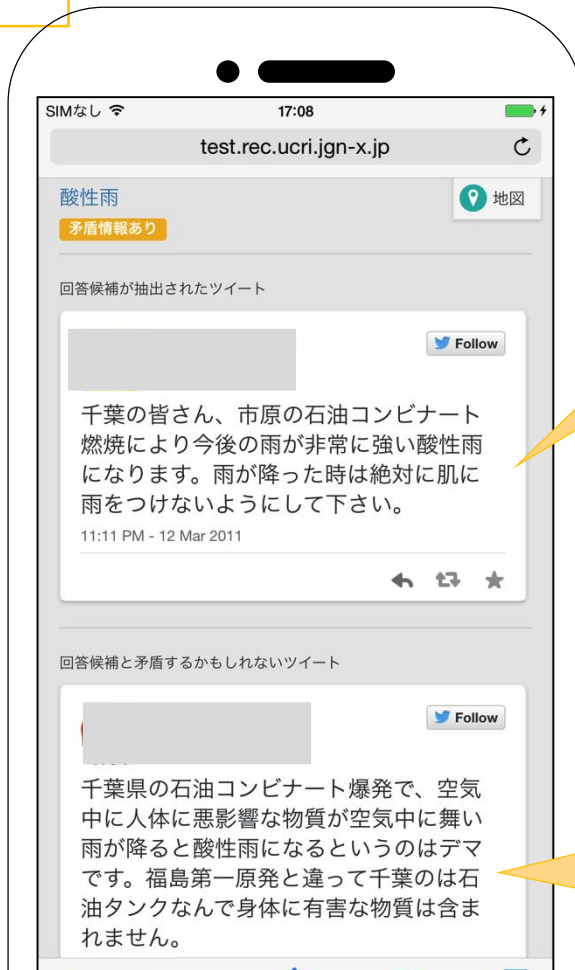 SIMなし 17:08
test.rec.ucri.jgn-x.jp
酸性雨
地図
矛盾情報あり
回答候補が抽出されたツイート
Follow
千葉の皆さん、市原の石油コンビナート
燃焼により今後の雨が非常に強い酸性雨
になります。雨が降った時は絶対に肌に
雨をつけないようにして下さい。
11:11 PM - 12 Mar 2011
回答候補と矛盾するかもしれないツイート
Follow
千葉県の石油コンビナート爆発で、空気
中に人体に悪影響な物質が空気中に舞い
雨が降ると酸性雨になるというのはデマ
です。福島第一原発と違って千葉のは石
油タンクなんで身体に有害な物質は含ま
れません。